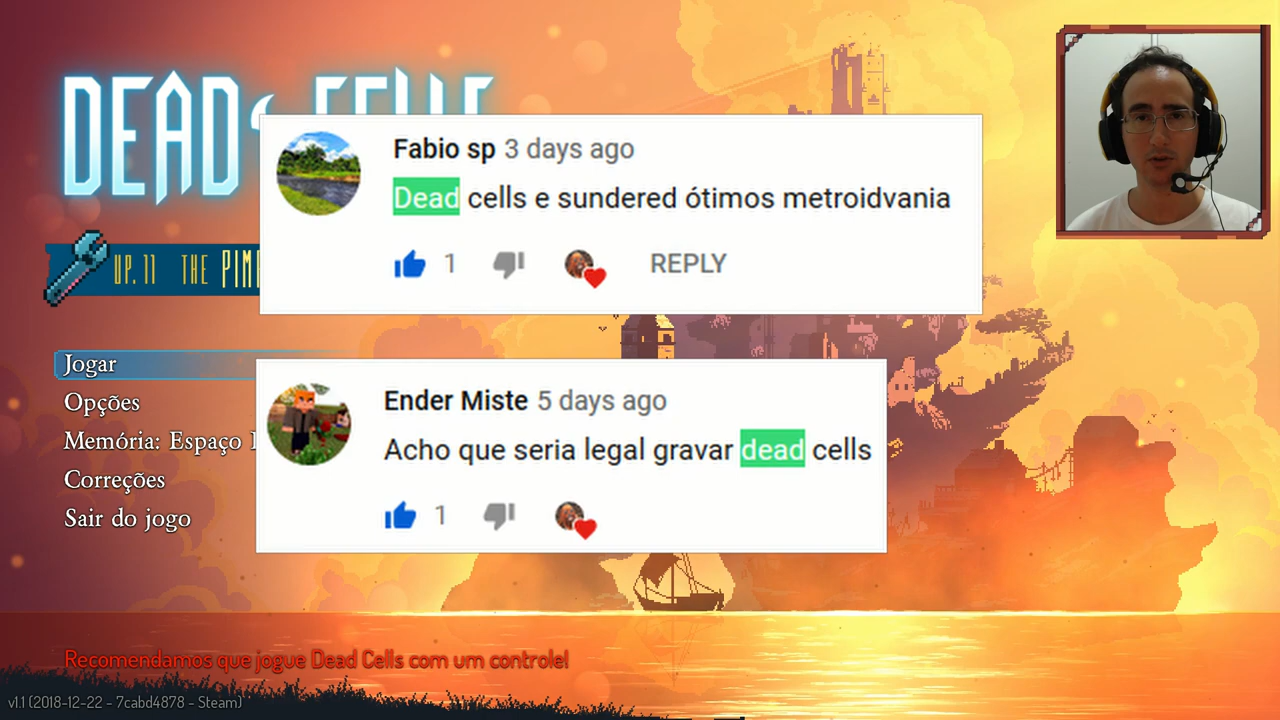 DEAD
Fabio sp 3 days ago
Dead cells e sundered ótimos metroidvania
1
REPLY
UP. 11 THE
Jogar
Opções
Memória: Espaço
Correções
Sair do jogo
Ender Miste 5 days ago
Acho que seria legal gravar dead cells
1
Recomendamos que jogue Dead Cells com um controle!
v1.1 (2018-12-22 - 7cabd4878 - Steam)